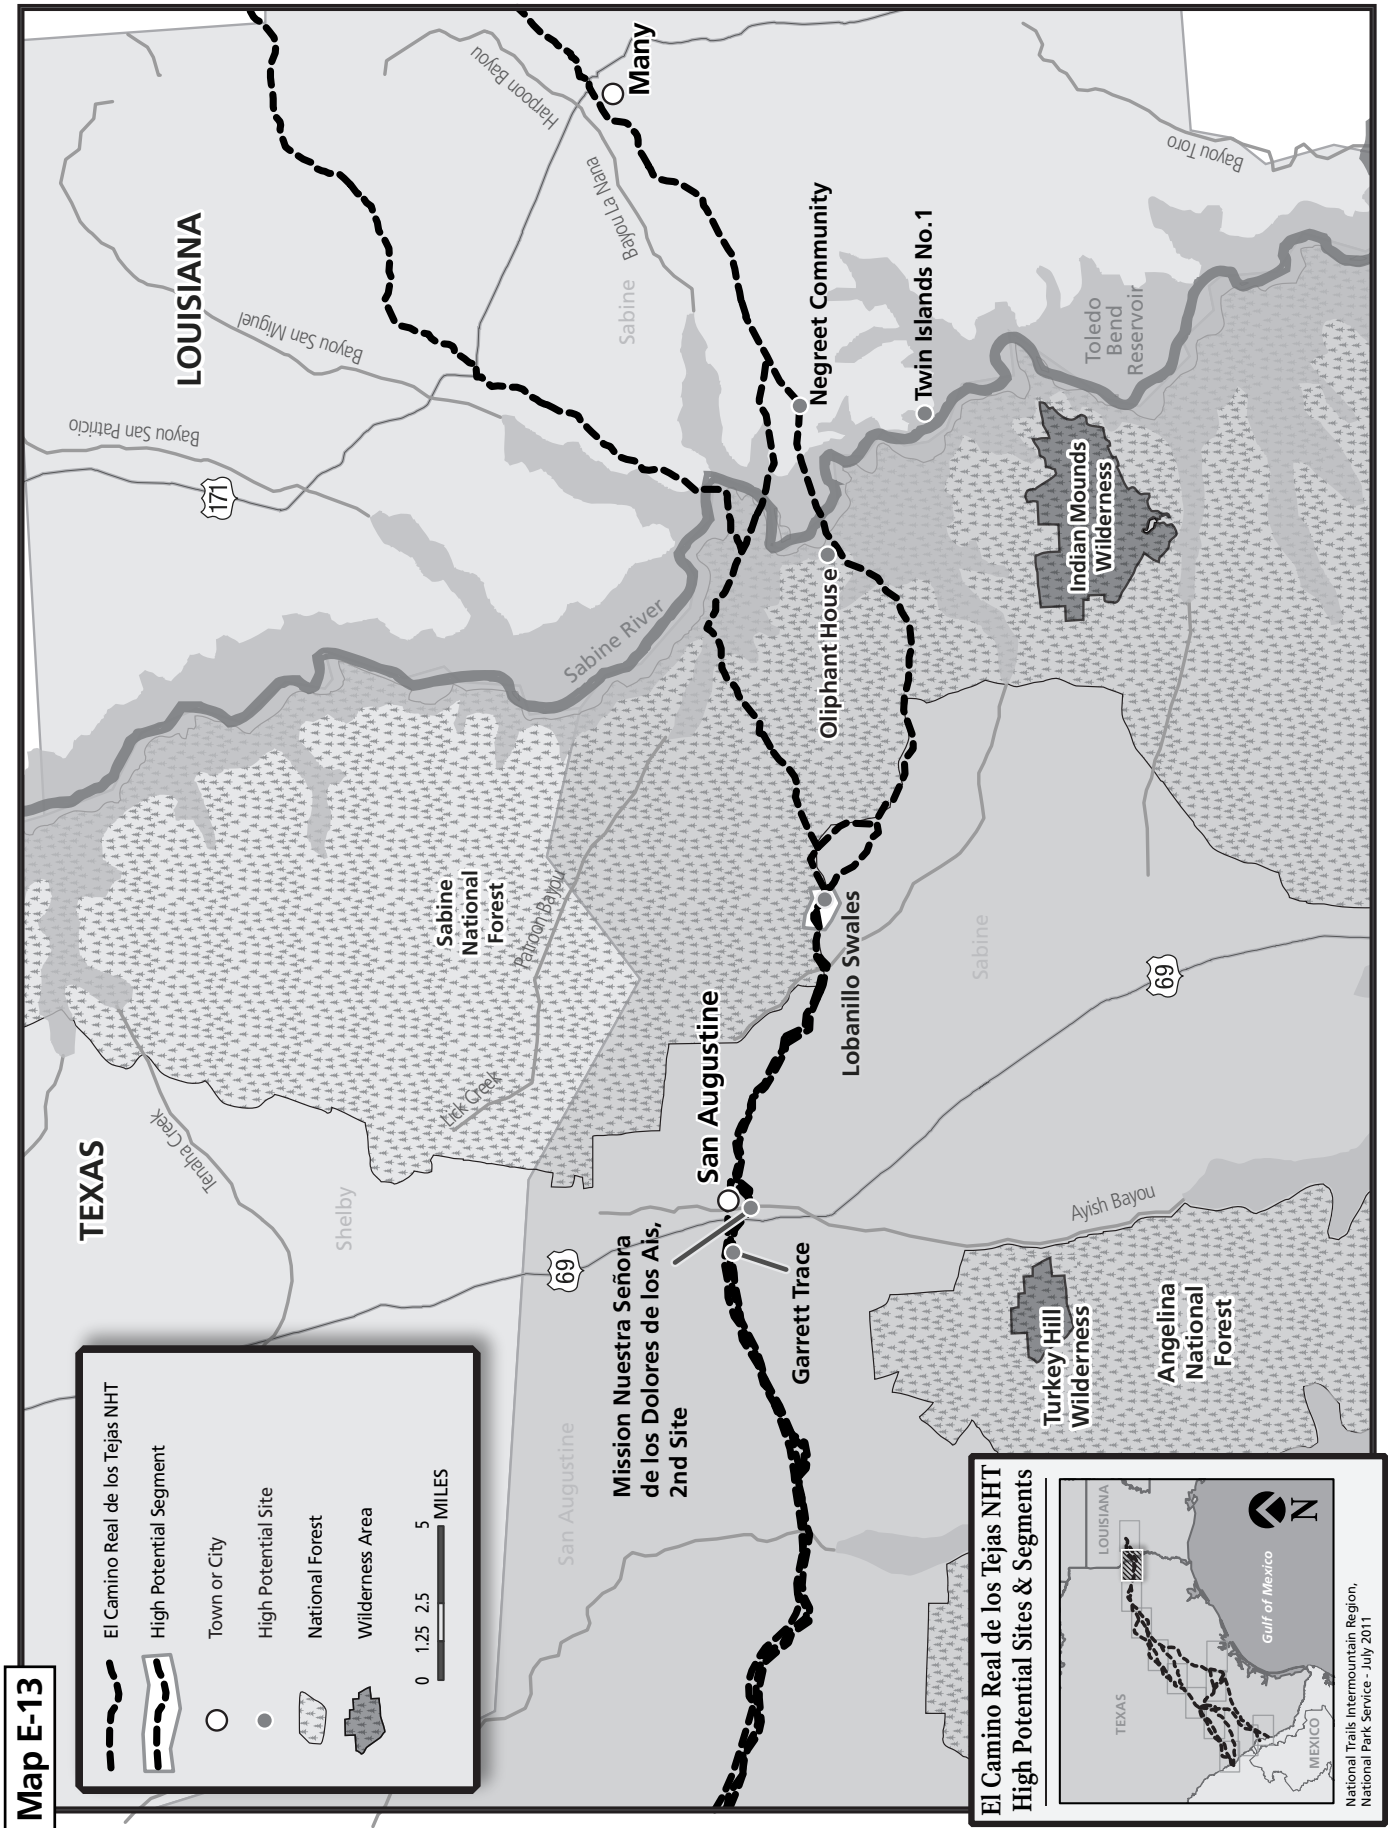 Map E-13
El Camino Real de los Tejas NHT
High Potential Segment
Town or City
High Potential Site
National Forest
Wilderness Area
0 1.25 2.5 5
MILES
TEXAS
LOUISIANA
171
Bayou San Patricio
Bayou San Miguel
Harpoon Bayou
Bayou La Nana
Many
Sabine
Bayou Toro
Tenaha Creek
Shelby
Lick Creek
Patroon Bayou
Sabine
National
Forest
Sabine River
Negreet Community
Twin Islands No.1
Toledo
Bend
Reservoir
Indian Mounds
Wilderness
Oliphant House
Lobanillo Swales
Sabine
69
San Augustine
69
Mission Nuestra Señora
de los Dolores de los Ais,
2nd Site
Garrett Trace
San Augustine
Ayish Bayou
Turkey Hill
Wilderness
Angelina
National
Forest
El Camino Real de los Tejas NHT
High Potential Sites & Segments
TEXAS
LOUISIANA
MEXICO
Gulf of Mexico
N
National Trails Intermountain Region,
National Park Service - July 2011